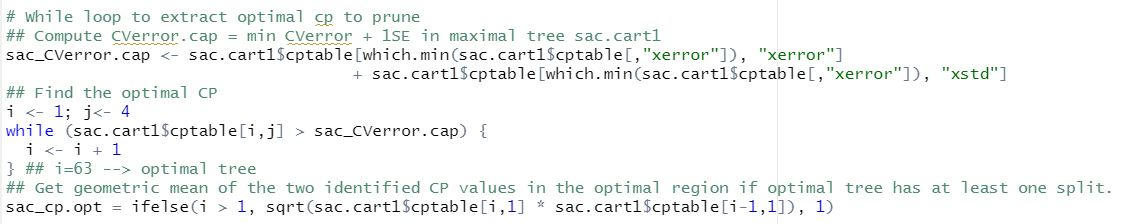 # While loop to extract optimal cp to prune
## Compute CVerror.cap = min CVerror + 1SE in maximal tree sac.cart1
sac_CVerror.cap <- sac.cart1$cptable[which.min(sac.cart1$cptable[,"xerror"]), "xerror"]
+ sac.cart1$cptable[which.min(sac.cart1$cptable[,"xerror"]), "xstd"]
## Find the optimal CP
i <- 1; j<- 4
while (sac.cart1$cptable[i,j] > sac_CVerror.cap) {
i <- i + 1
} ## i=63 --> optimal tree
## Get geometric mean of the two identified CP values in the optimal region if optimal tree has at least one split.
sac_cp.opt = ifelse(i > 1, sqrt(sac.cart1$cptable[i,1] * sac.cart1$cptable[i-1,1]), 1)